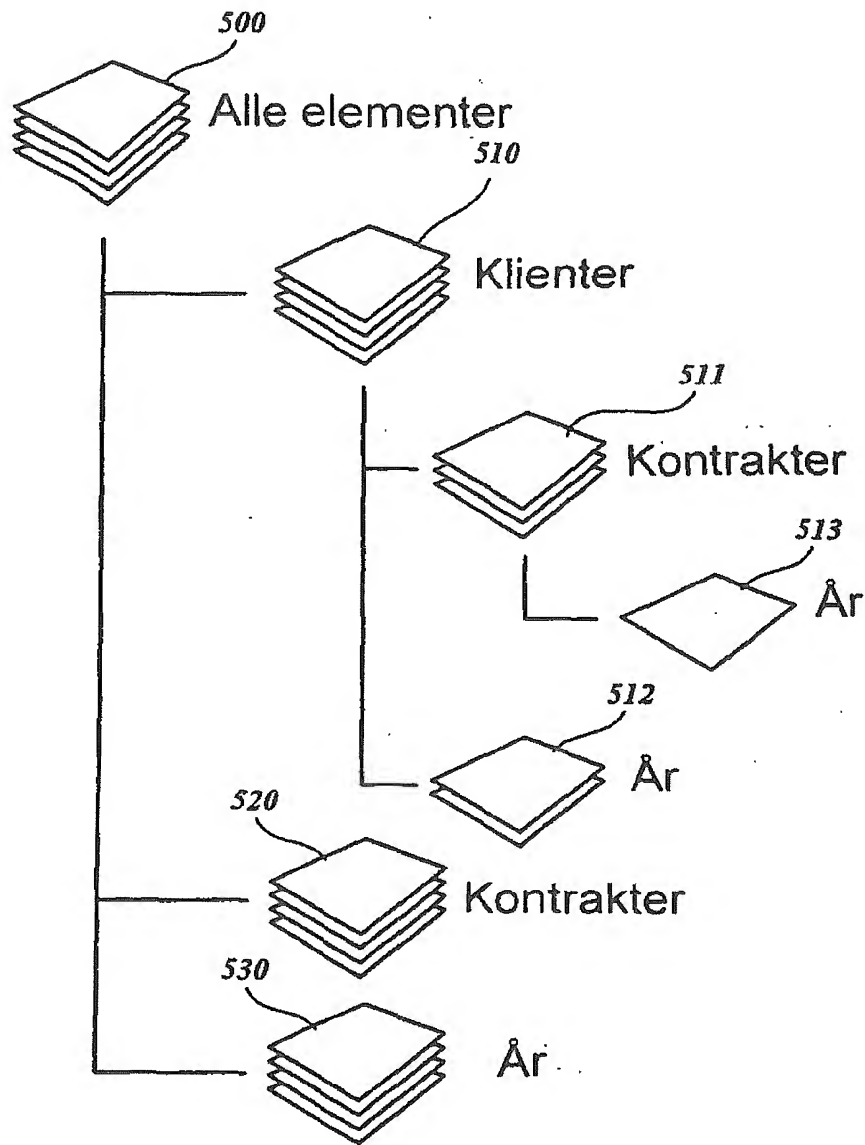 500
Alle elementer
510
Klienter
511
Kontrakter
513
År
512
År
520
Kontrakter
530
År